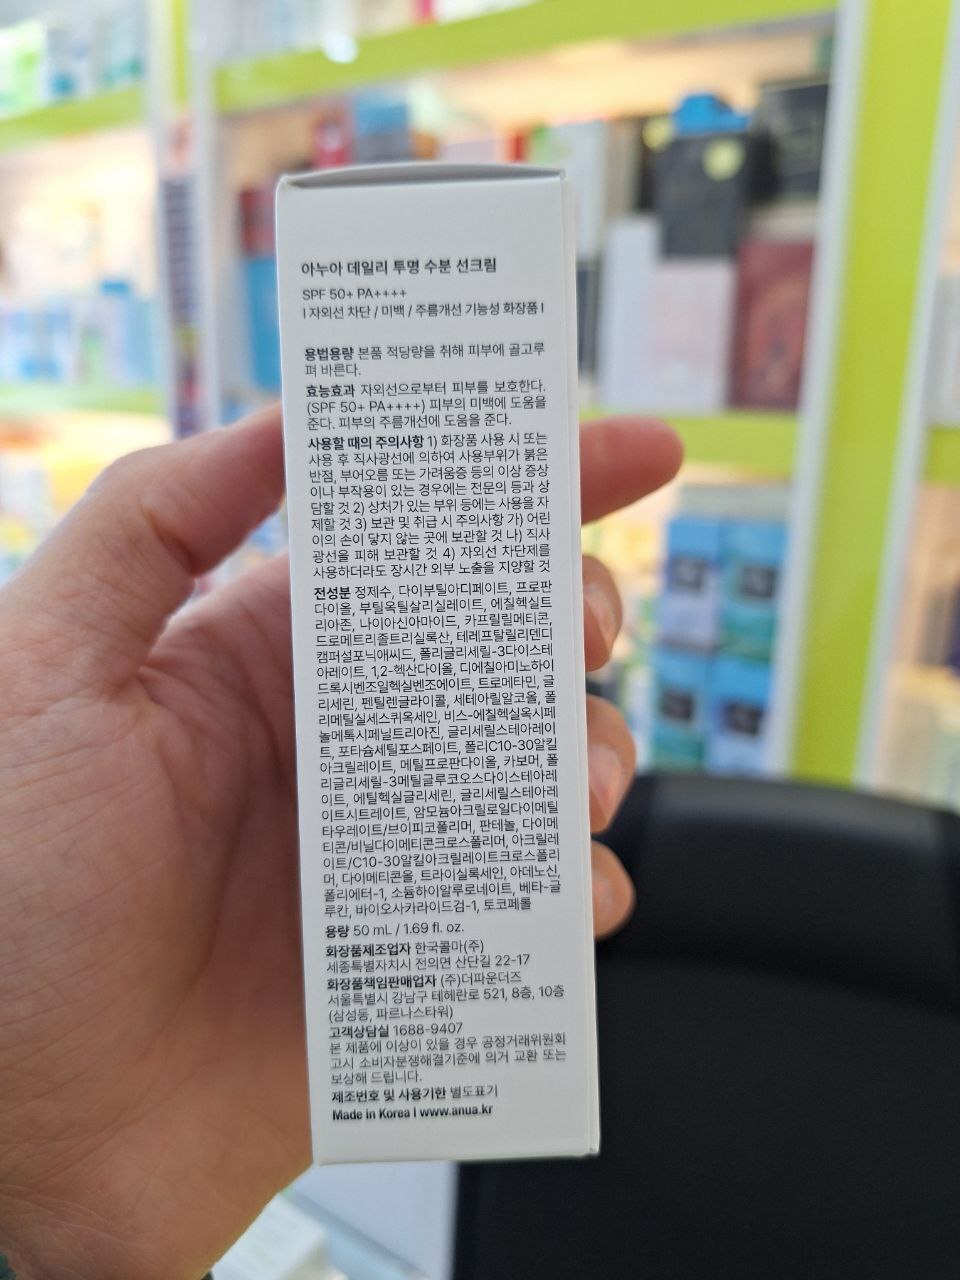 아누아 데일리 투명 수분 선크림
SPF 50+ PA++++
I 자외선 차단 / 미백 / 주름개선 기능성 화장품 I
용법용량 본품 적당량을 취해 피부에 골고루
펴 바른다.
효능효과 자외선으로부터 피부를 보호한다.
(SPF 50+ PA++++) 피부의 미백에 도움을
준다. 피부의 주름개선에 도움을 준다.
사용할 때의 주의사항 1) 화장품 사용 시 또는
사용 후 직사광선에 의하여 사용부위가 붉은
반점, 부어오름 또는 가려움증 등의 이상 증상
이나 부작용이 있는 경우에는 전문의 등과 상
담할 것 2) 상처가 있는 부위 등에는 사용을 자
제할 것 3) 보관 및 취급 시 주의사항 가) 어린
이의 손이 닿지 않는 곳에 보관할 것 나) 직사
광선을 피해 보관할 것 4) 자외선 차단제를
사용하더라도 장시간 외부 노출을 지양할 것
전성분 정제수, 다이부틸아디페이트, 프로판
다이올, 부틸옥틸살리실레이트, 에칠헥실트
리아존, 나이아신아마이드, 카프릴릴메티콘,
드로메트리졸트리실록산, 테레프탈릴리덴디
캠퍼설포닉애씨드, 폴리글리세릴-3다이스테
아레이트, 1,2-헥산다이올, 디에칠아미노하이
드록시벤조일헥실벤조에이트, 트로메타민, 글
리세린, 펜틸렌글라이콜, 세테아릴알코올, 폴
리메틸실세스퀴옥세인, 비스-에칠헥실옥시페
놀메톡시페닐트리아진, 글리세릴스테아레이
트, 포타슘세틸포스페이트, 폴리C10-30알킬
아크릴레이트, 메틸프로판다이올, 카보머, 폴
리글리세릴-3메틸글루코오스다이스테아레
이트, 에틸헥실글리세린, 글리세릴스테아레
이트시트레이트, 암모늄아크릴로일다이메틸
타우레이트/브이피코폴리머, 판테놀, 다이메
티콘/비닐다이메티콘크로스폴리머, 아크릴레
이트/C10-30알킬아크릴레이트크로스폴리
머, 다이메티콘올, 트라이실록세인, 아데노신,
폴리에터-1, 소듐하이알루로네이트, 베타-글
루칸, 바이오사카라이드검-1, 토코페롤
용량 50 mL / 1.69 fl. oz.
화장품제조업자 한국콜마(주)
세종특별자치시 전의면 산단길 22-17
화장품책임판매업자 (주)더파운더즈
서울특별시 강남구 테헤란로 521, 8층, 10층
(삼성동, 파르나스타워)
고객상담실 1688-9407
본 제품에 이상이 있을 경우 공정거래위원회
고시 소비자분쟁해결기준에 의거 교환 또는
보상해 드립니다.
제조번호 및 사용기한 별도표기
Made in Korea I www.anua.kr